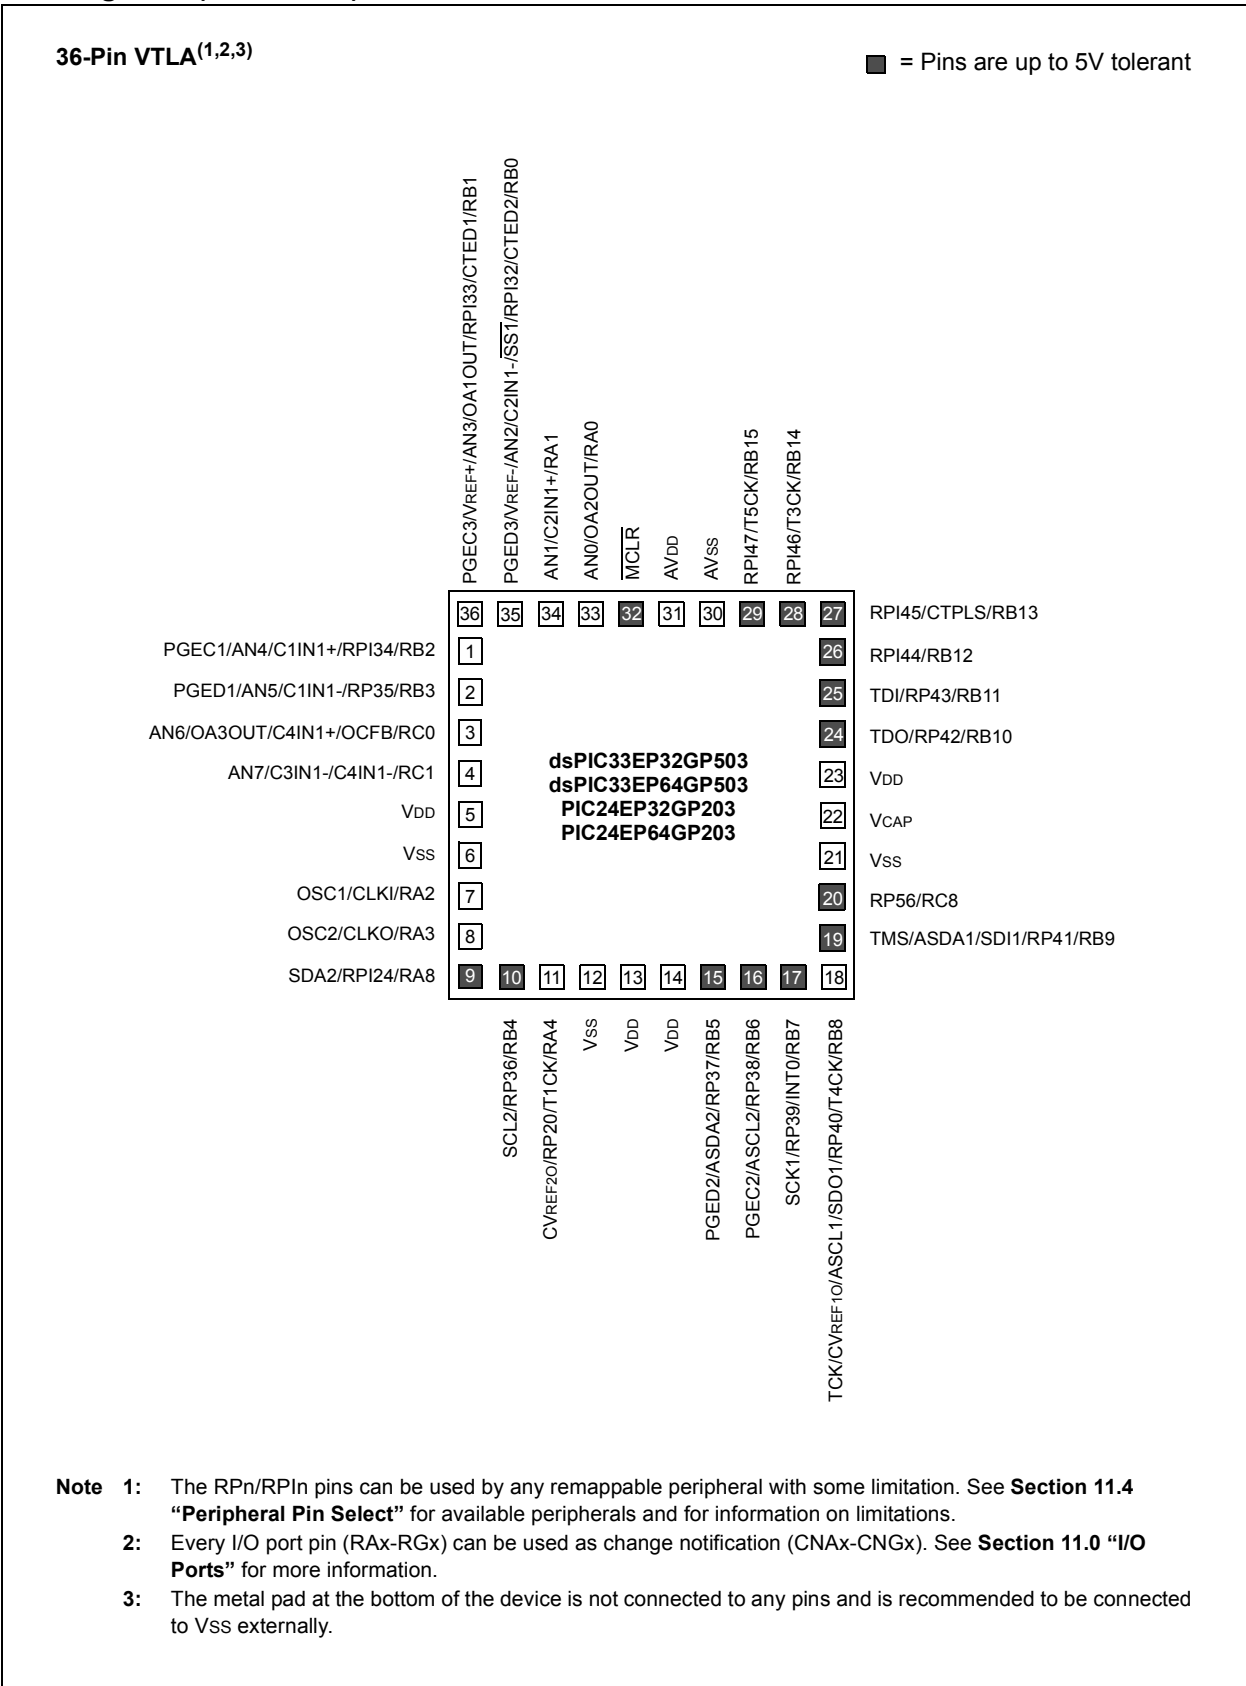 36-Pin VTLA(1,2,3)
= Pins are up to 5V tolerant
PGEC3/VREF+/AN3/OA1OUT/RPI33/CTED1/RB1
PGED3/VREF-/AN2/C2IN1-/SS1/RPI32/CTED2/RB0
AN1/C2IN1+/RA1
AN0/OA2OUT/RA0
MCLR
AVDD
AVSS
RPI47/T5CK/RB15
RPI46/T3CK/RB14
36 35 34 33 32 31 30 29 28 27 RPI45/CTPLS/RB13
PGEC1/AN4/C1IN1+/RPI34/RB2 1
26 RPI44/RB12
PGED1/AN5/C1IN1-/RP35/RB3 2
25 TDI/RP43/RB11
AN6/OA3OUT/C4IN1+/OCFB/RC0 3
24 TDO/RP42/RB10
AN7/C3IN1-/C4IN1-/RC1 4
23 VDD
dsPIC33EP32GP503
dsPIC33EP64GP503
PIC24EP32GP203
PIC24EP64GP203
VDD 5
22 VCAP
VSS 6
21 VSS
OSC1/CLKI/RA2 7
20 RP56/RC8
OSC2/CLKO/RA3 8
19 TMS/ASDA1/SDI1/RP41/RB9
SDA2/RPI24/RA8 9 10 11 12 13 14 15 16 17 18
SCL2/RP36/RB4
CVREF2O/RP20/T1CK/RA4
VSS
VDD
VDD
PGED2/ASDA2/RP37/RB5
PGEC2/ASCL2/RP38/RB6
SCK1/RP39/INT0/RB7
TCK/CVREF1O/ASCL1/SDO1/RP40/T4CK/RB8
Note 1: The RPn/RPIn pins can be used by any remappable peripheral with some limitation. See Section 11.4
“Peripheral Pin Select” for available peripherals and for information on limitations.
2: Every I/O port pin (RAx-RGx) can be used as change notification (CNAx-CNGx). See Section 11.0 “I/O
Ports” for more information.
3: The metal pad at the bottom of the device is not connected to any pins and is recommended to be connected
to VSS externally.